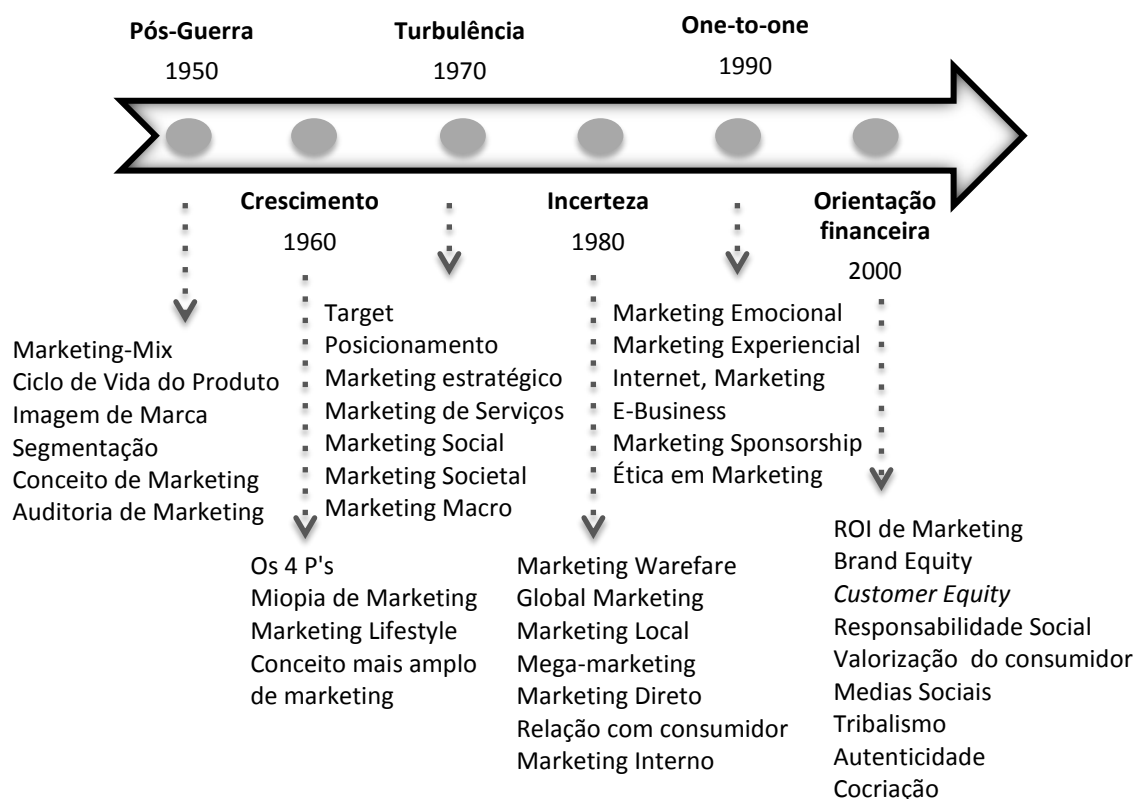 Pós-Guerra
1950
Turbulência
1970
One-to-one
1990
Crescimento
1960
Incerteza
1980
Orientação
financeira
2000
Marketing-Mix
Ciclo de Vida do Produto
Imagem de Marca
Segmentação
Conceito de Marketing
Auditoria de Marketing
Target
Posicionamento
Marketing estratégico
Marketing de Serviços
Marketing Social
Marketing Societal
Marketing Macro
Marketing Emocional
Marketing Experiencial
Internet, Marketing
E-Business
Marketing Sponsorship
Ética em Marketing
Os 4 P's
Miopia de Marketing
Marketing Lifestyle
Conceito mais amplo
de marketing
Marketing Warefare
Global Marketing
Marketing Local
Mega-marketing
Marketing Direto
Relação com consumidor
Marketing Interno
ROI de Marketing
Brand Equity
Customer Equity
Responsabilidade Social
Valorização do consumidor
Medias Sociais
Tribalismo
Autenticidade
Cocriação